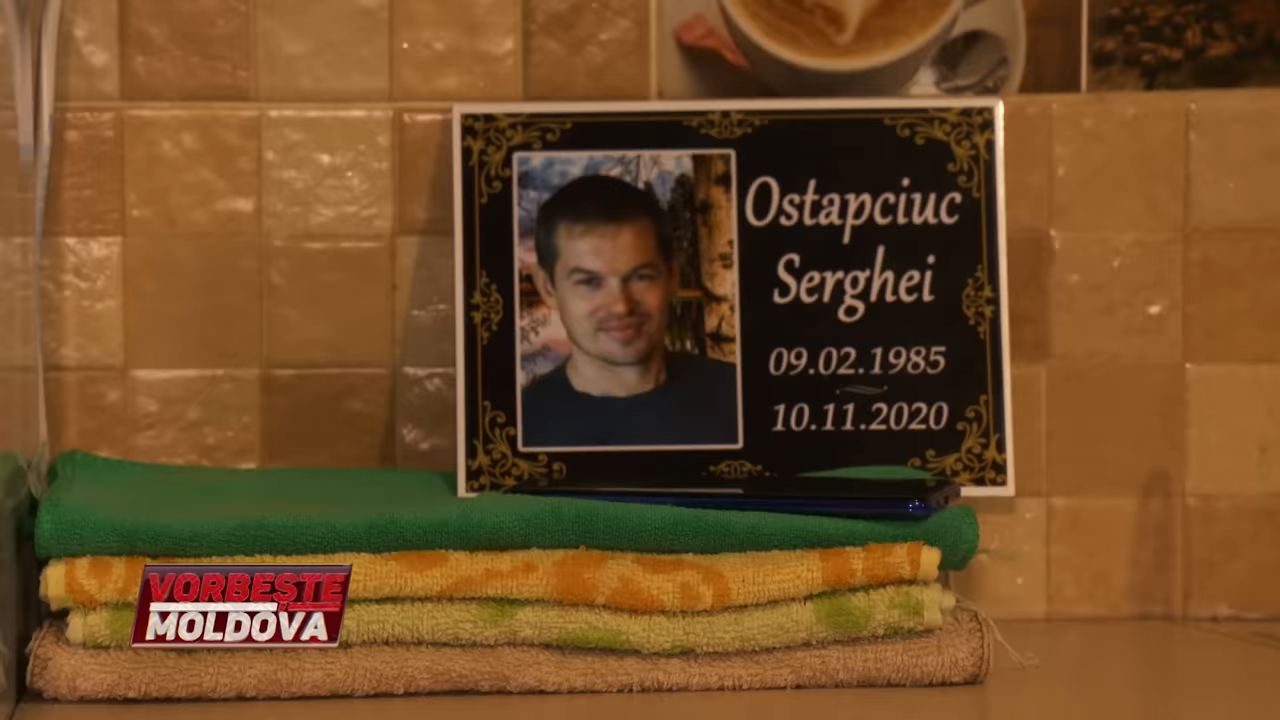 Ostapciuc
Serghei
09.02.1985
10.11.2020
VORBEȘTE
MOLDOVA